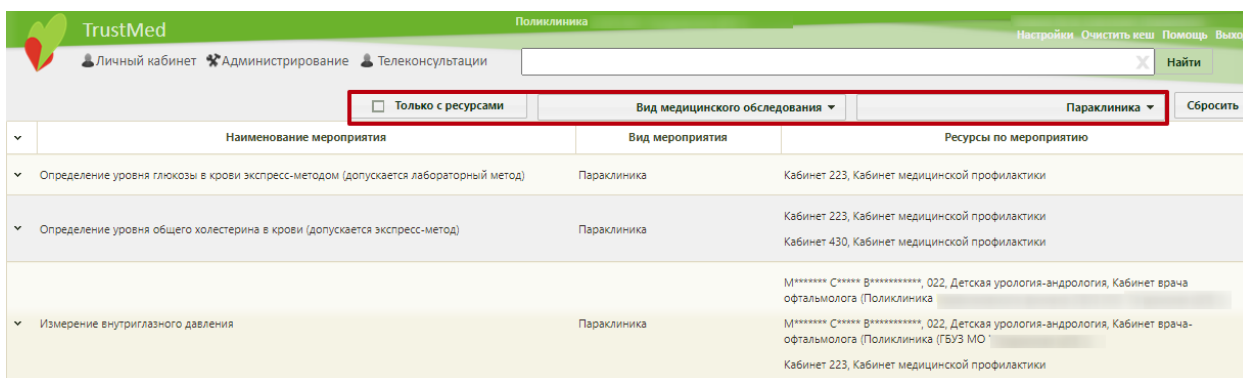 Поликлиника
TrustMed
Настройки Очистить кеш Помощь Выхо
Личный кабинет Администрирование Телеконсультации X Найти
Только с ресурсами Вид медицинского обследования Параклиника Сбросить
Наименование мероприятия Вид мероприятия Ресурсы по мероприятию
Определение уровня глюкозы в крови экспресс-методом (допускается лабораторный метод) Параклиника Кабинет 223, Кабинет медицинской профилактики
Определение уровня общего холестерина в крови (допускается экспресс-метод) Параклиника Кабинет 223, Кабинет медицинской профилактики
Кабинет 430, Кабинет медицинской профилактики
Измерение внутриглазного давления Параклиника М******* С***** В***********, 022, Детская урология-андрология, Кабинет врача
офтальмолога (Поликлиника
М******* С***** В***********, 022, Детская урология-андрология, Кабинет врача-
офтальмолога (Поликлиника (ГБУЗ МО "
Кабинет 223, Кабинет медицинской профилактики